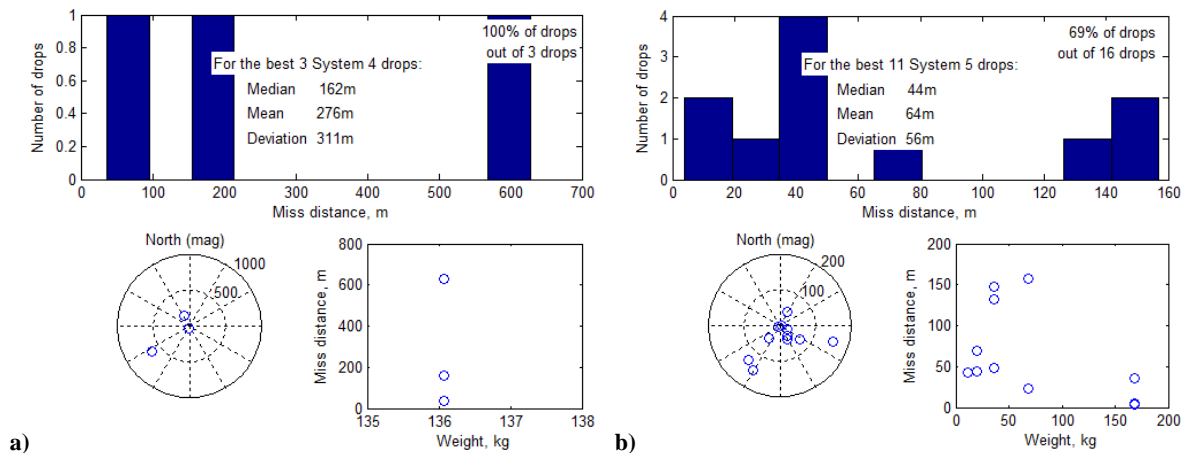 Number of drops
1
0.8
0.6
0.4
0.2
0
100% of drops
out of 3 drops
For the best 3 System 4 drops:
Median 162m
Mean 276m
Deviation 311m
0 100 200 300 400 500 600 700
Miss distance, m
North (mag)
1000
500
Miss distance, m
800
600
400
200
0
135 136 137 138
Weight, kg
a)
Number of drops
4
3
2
1
0
69% of drops
out of 16 drops
For the best 11 System 5 drops:
Median 44m
Mean 64m
Deviation 56m
0 20 40 60 80 100 120 140 160
Miss distance, m
North (mag)
200
100
Miss distance, m
200
150
100
50
0
0 50 100 150 200
Weight, kg
b)